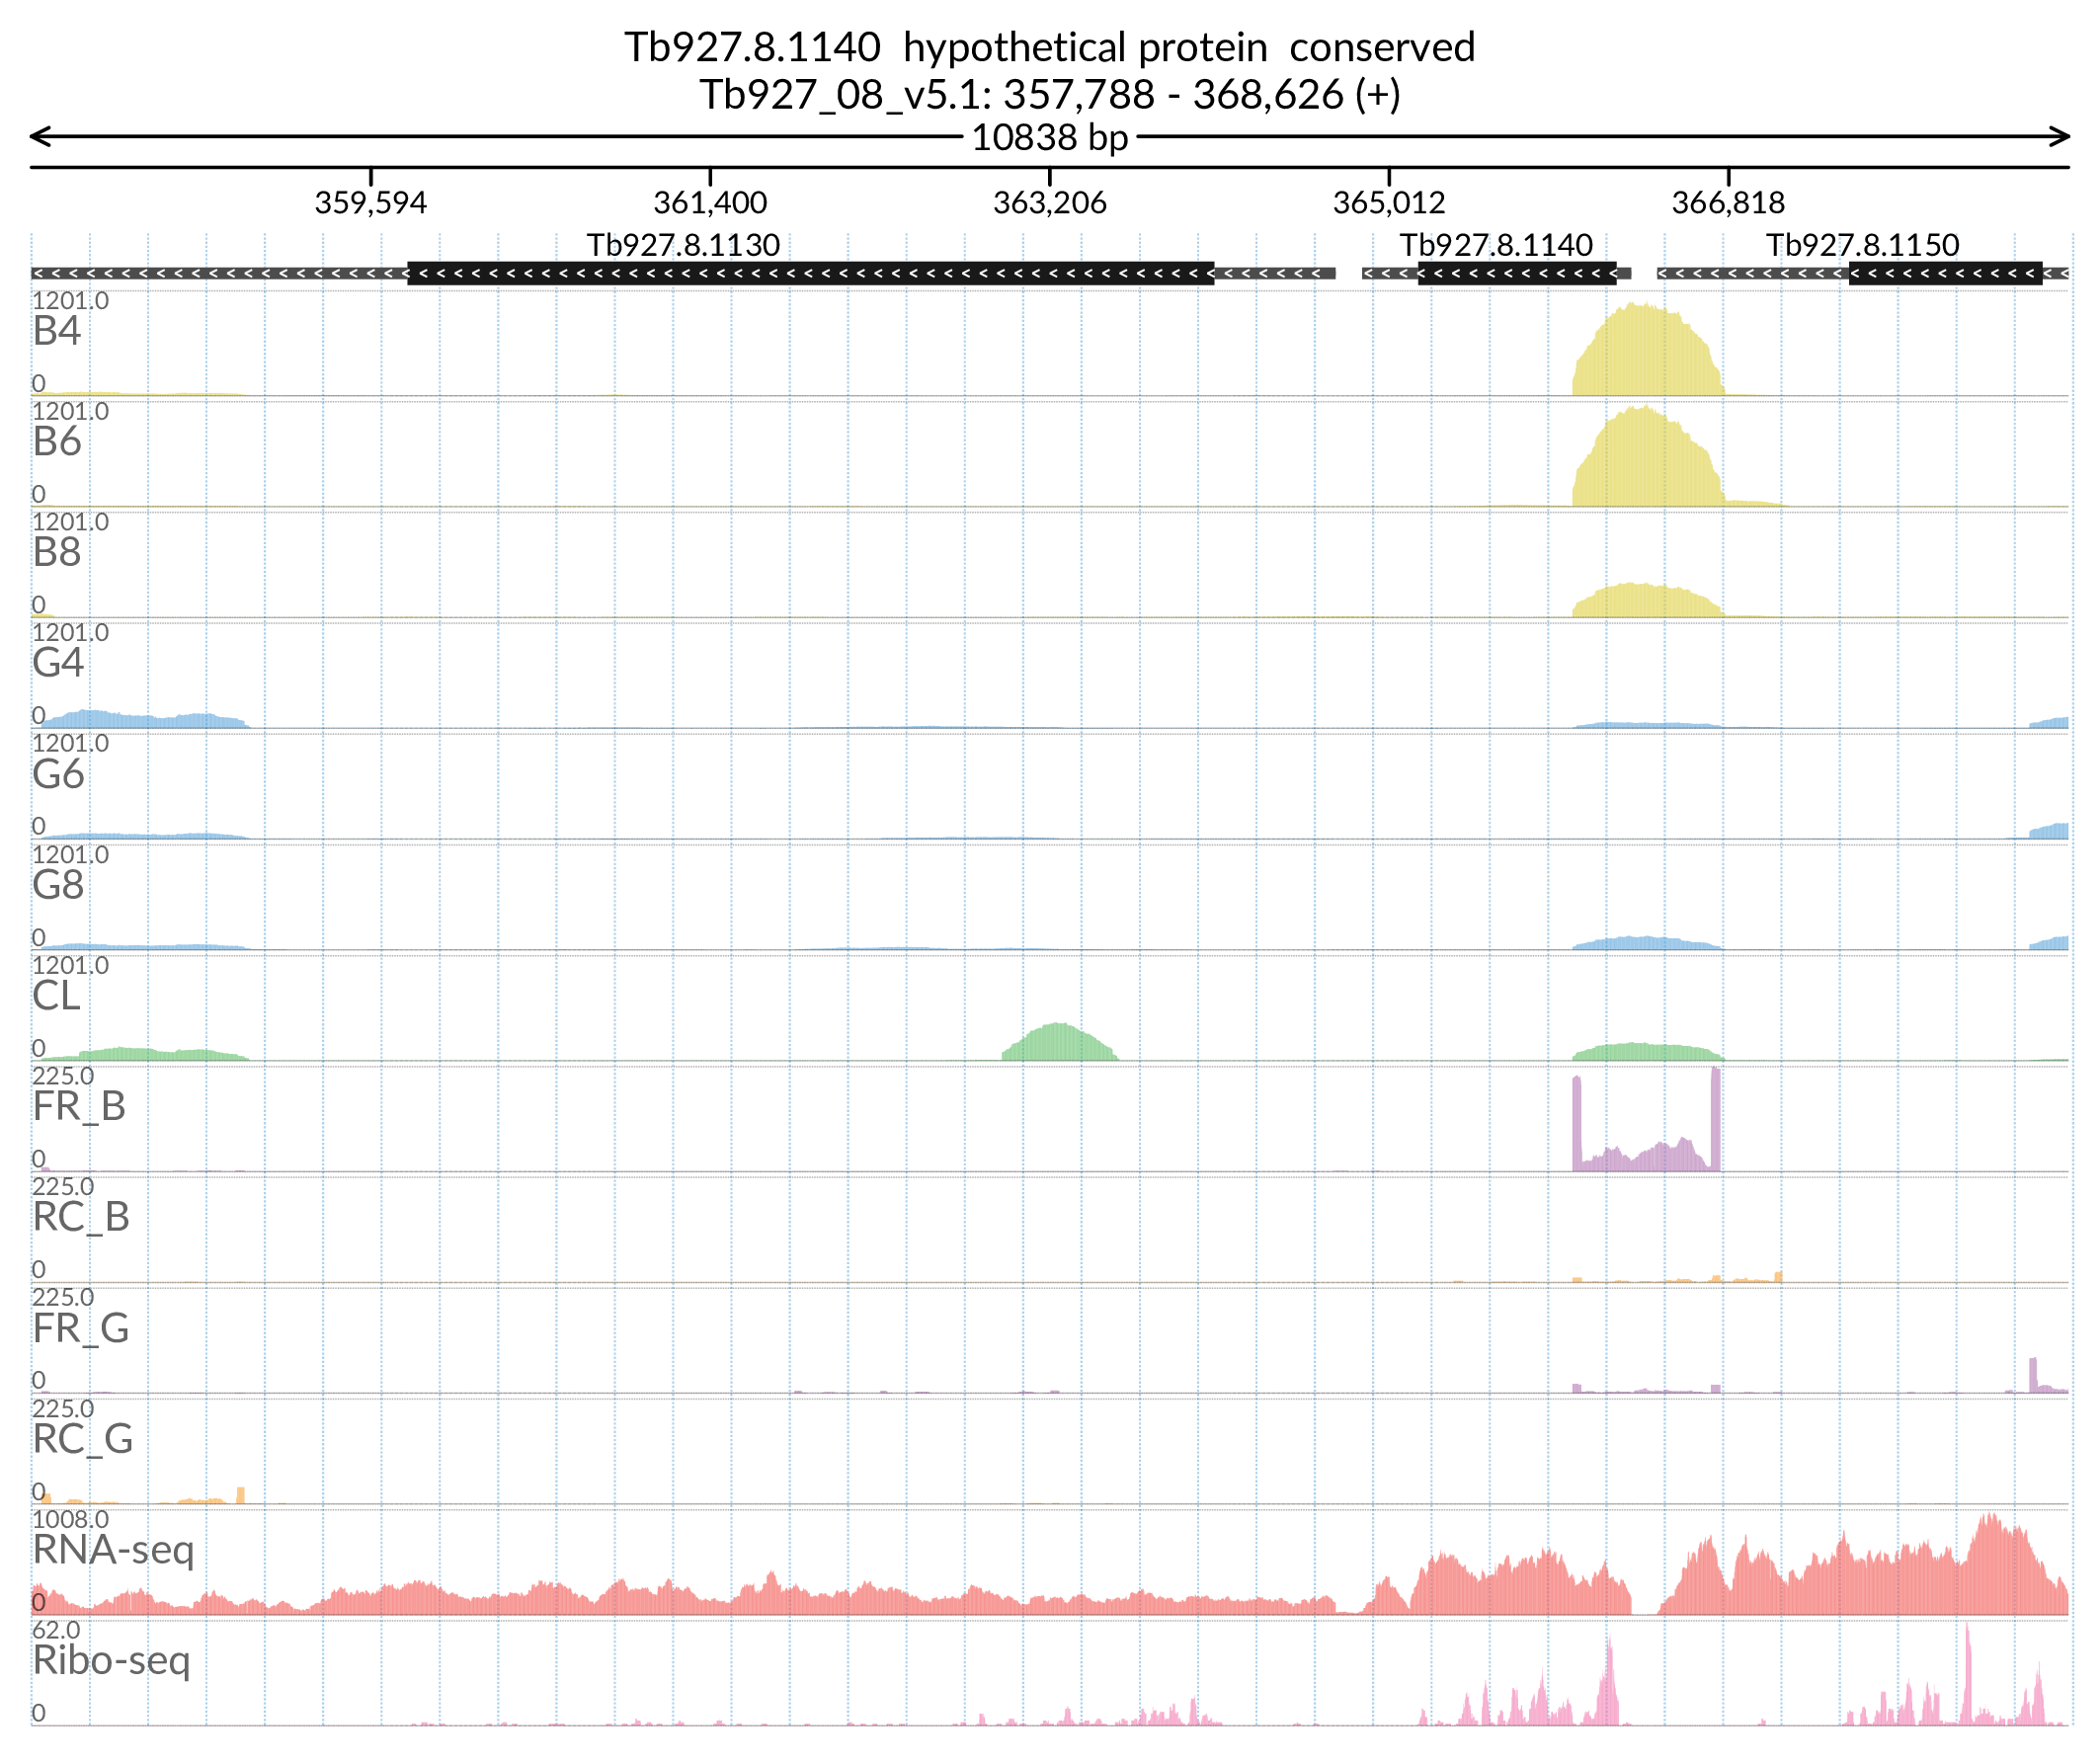 Tb927.8.1140  hypothetical protein  conserved
Tb927_08_v5.1: 357,788 - 368,626 (+)
10838 bp
359,594 361,400 363,206 365,012 366,818
Tb927.8.1130 Tb927.8.1140 Tb927.8.1150
1201.0
B4
0
1201.0
B6
0
1201.0
B8
0
1201.0
G4
0
1201.0
G6
0
1201.0
G8
0
1201.0
CL
0
225.0
FR_B
0
225.0
RC_B
0
225.0
FR_G
0
225.0
RC_G
0
1008.0
RNA-seq
0
62.0
Ribo-seq
0